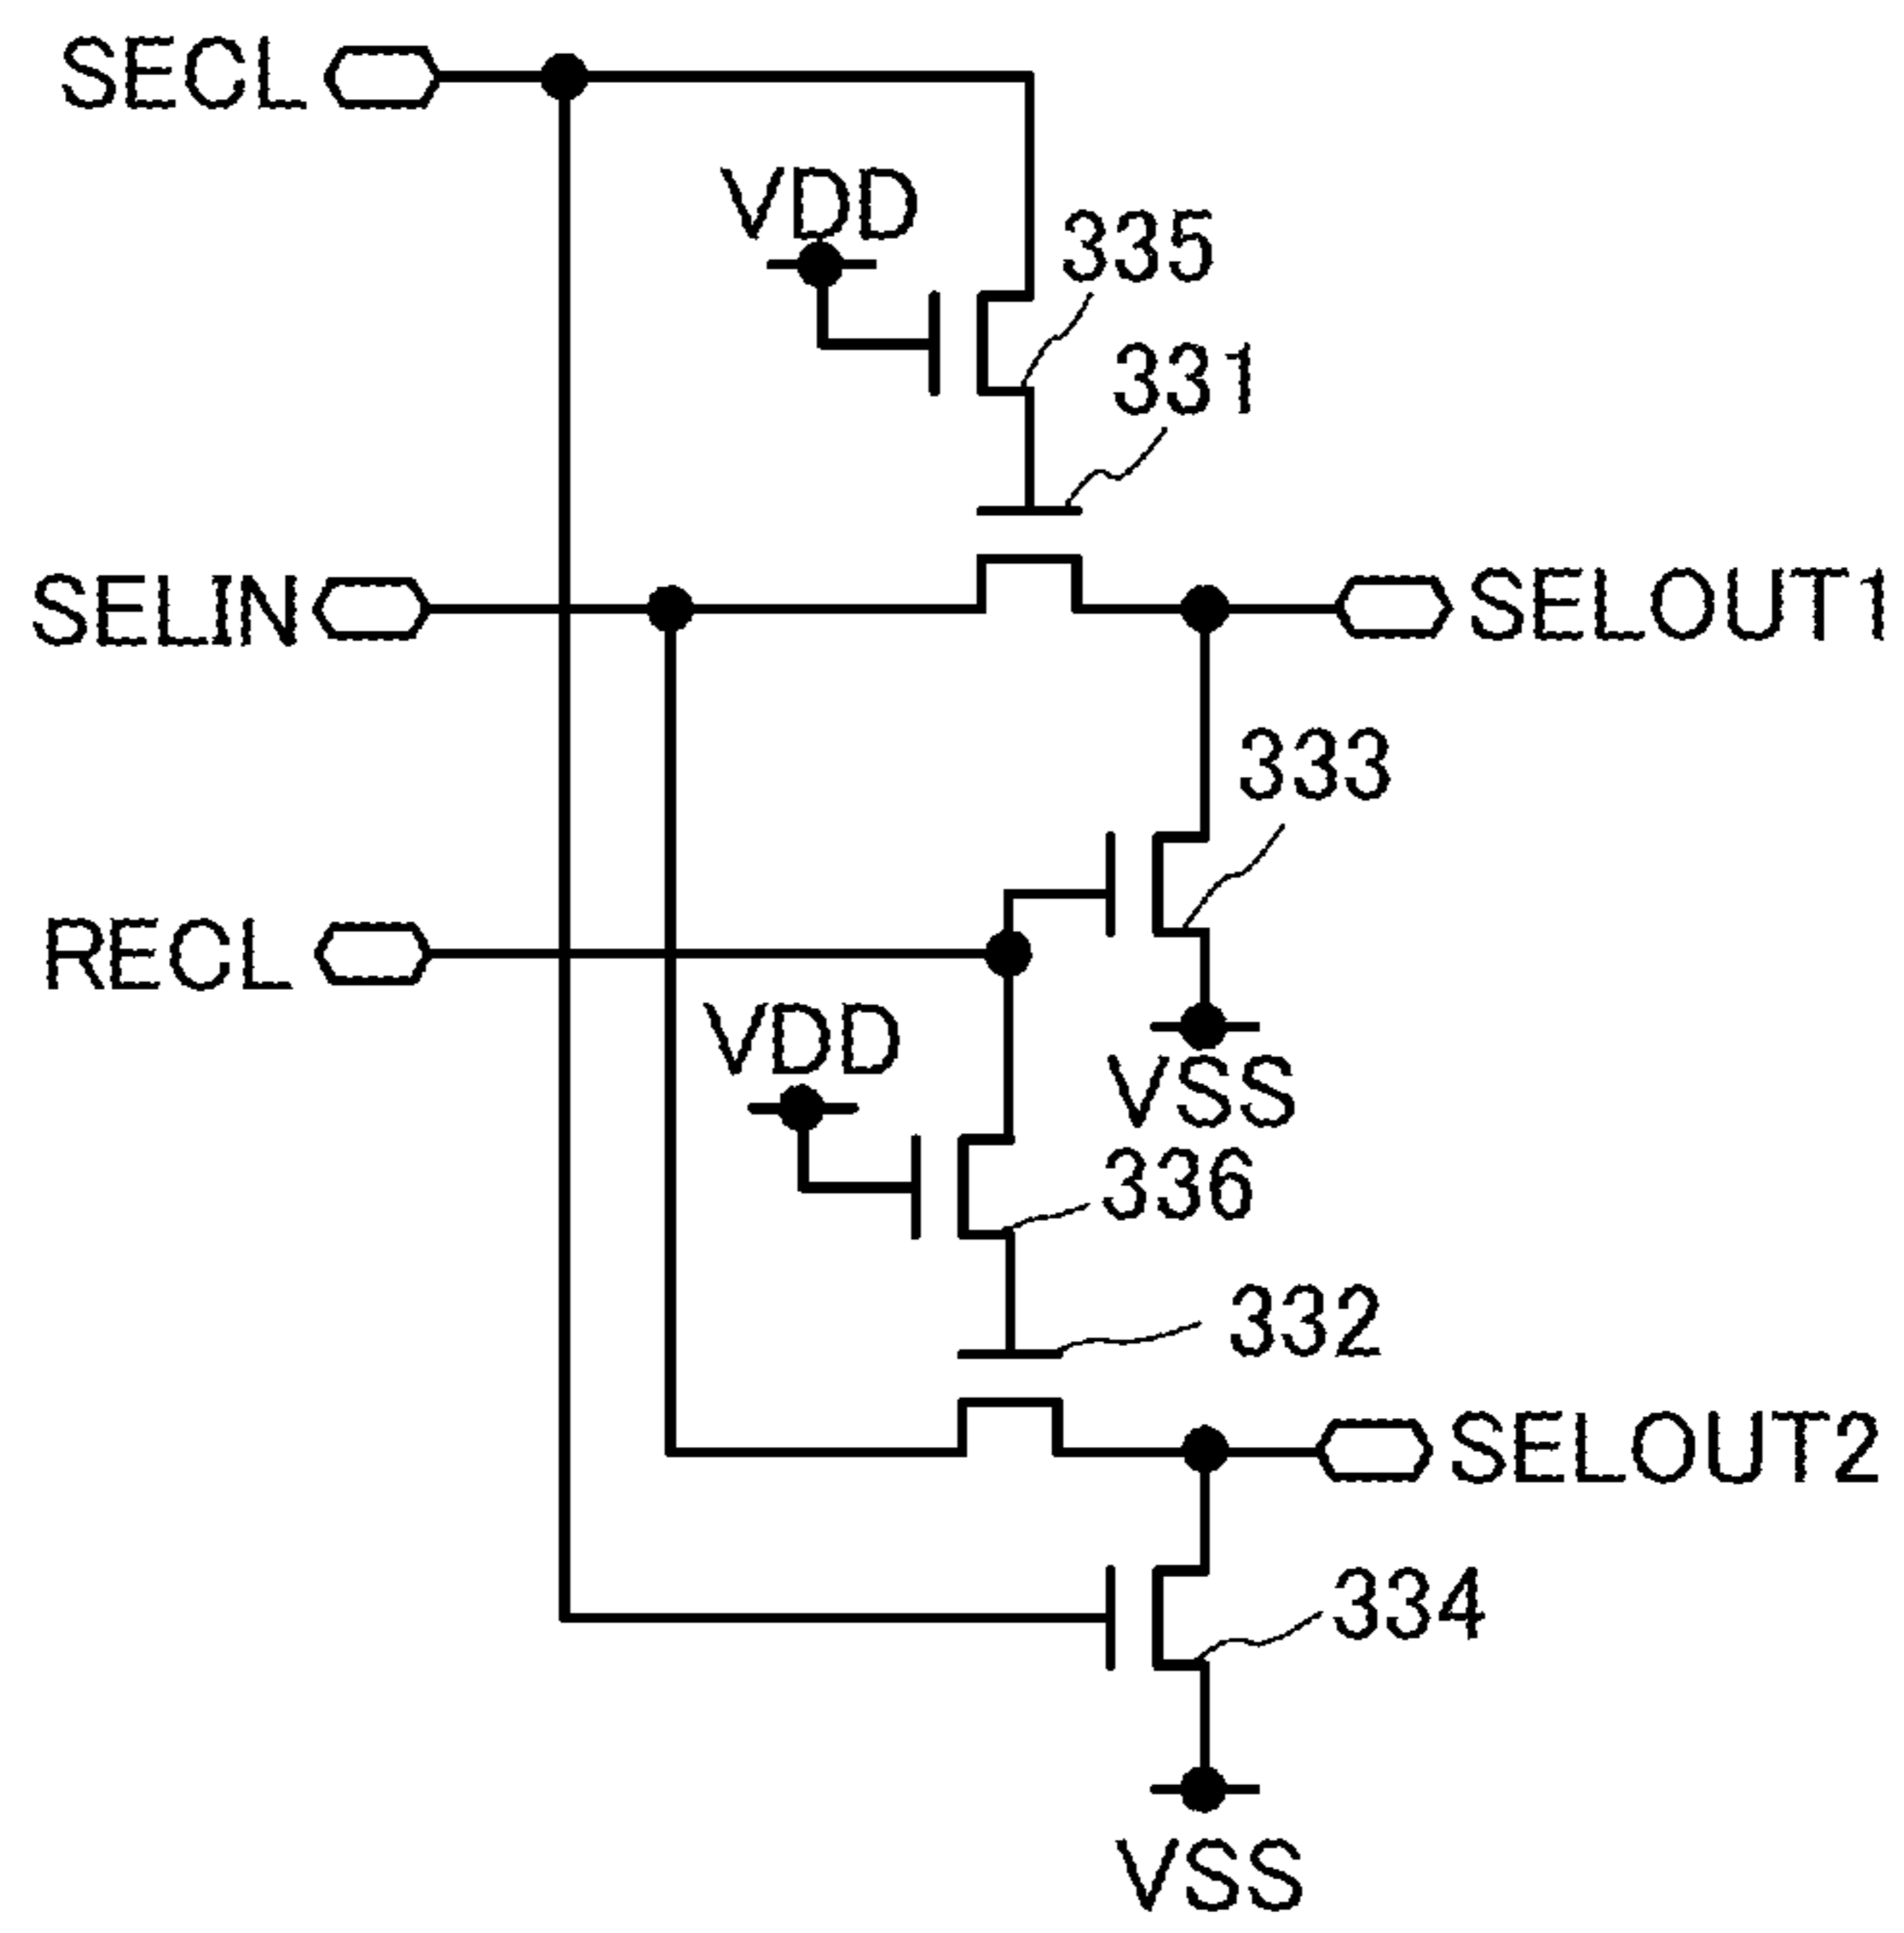 SECL
VDD
335
331
SELIN
SELOUT1
333
RECL
VDD
VSS
336
332
SELOUT2
334
VSS